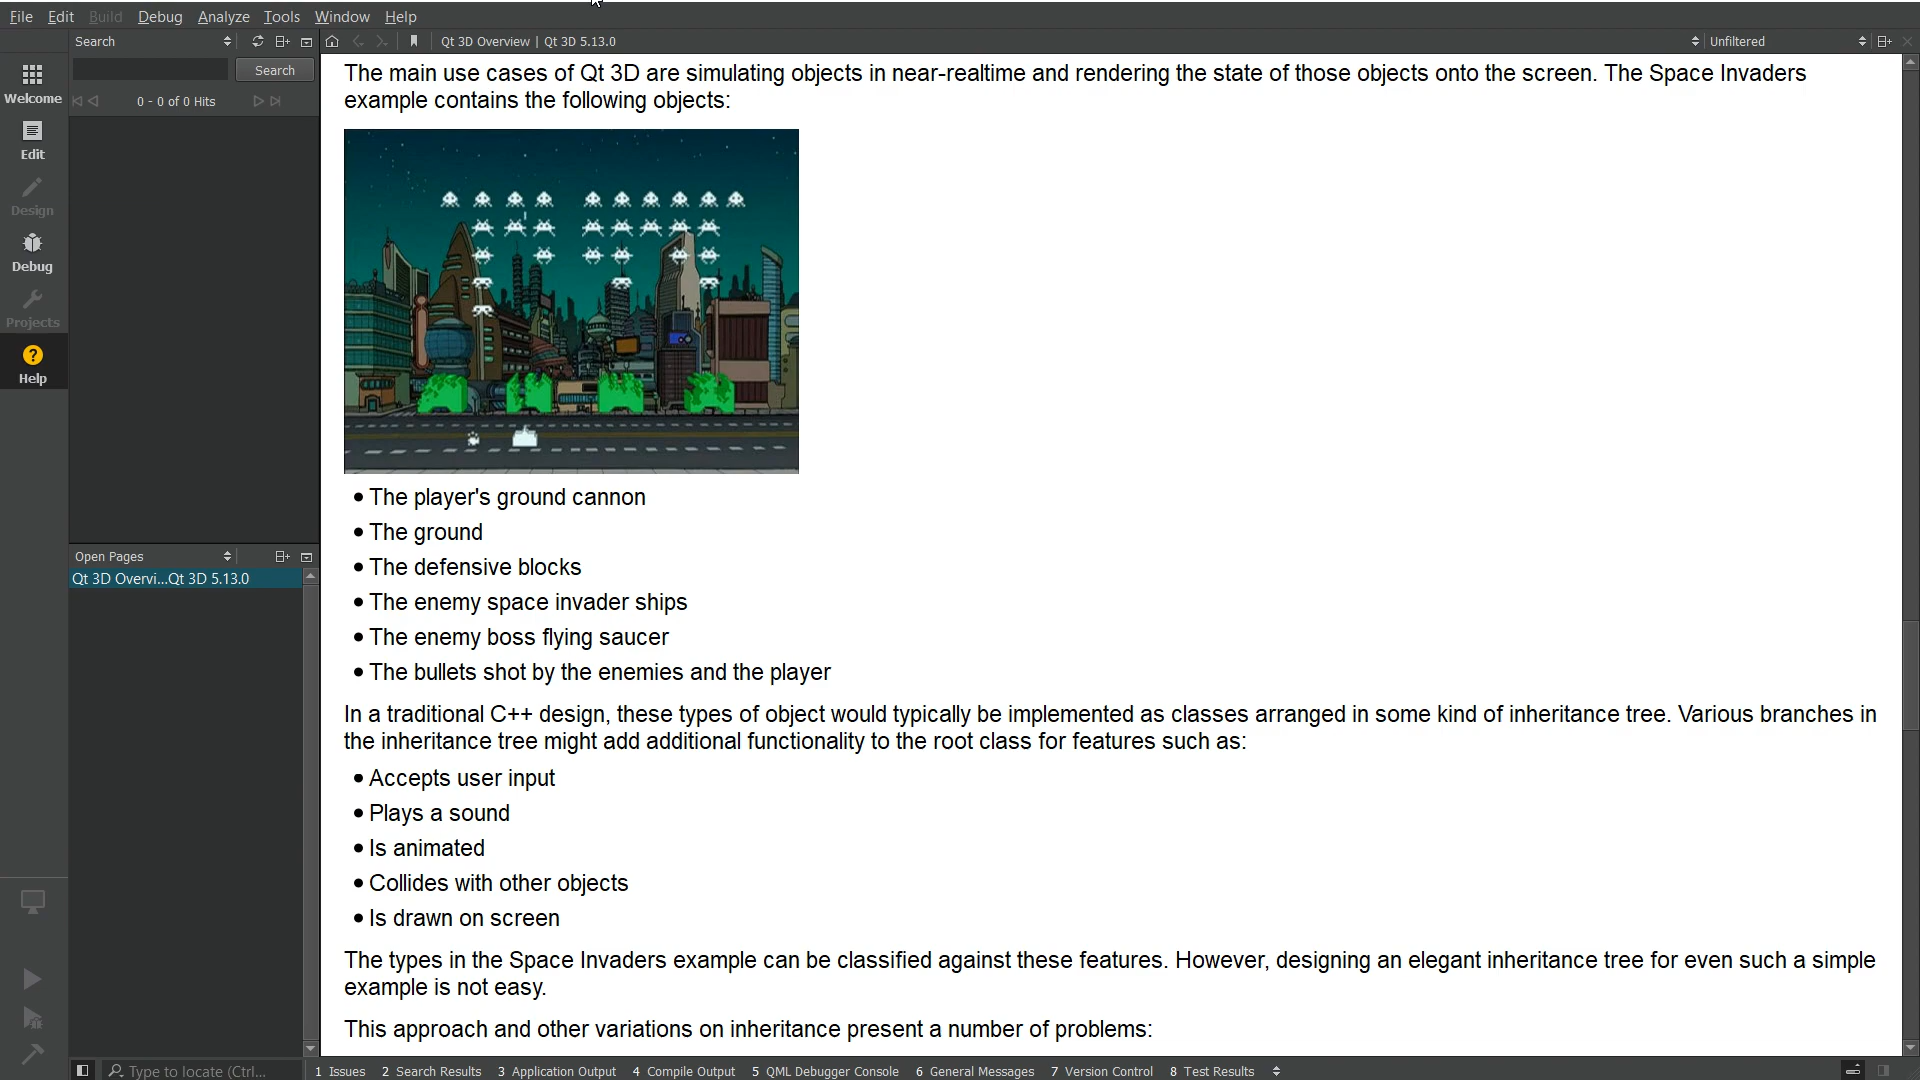 File Edit Build Debug Analyze Tools Window Help
Search
Qt 3D Overview | Qt 3D 5.13.0
Unfiltered
Search
0 - 0 of 0 Hits
Welcome
Edit
Design
Debug
Projects
Help
The main use cases of Qt 3D are simulating objects in near-realtime and rendering the state of those objects onto the screen. The Space Invaders
example contains the following objects:
• The player's ground cannon
• The ground
• The defensive blocks
• The enemy space invader ships
• The enemy boss flying saucer
• The bullets shot by the enemies and the player
In a traditional C++ design, these types of object would typically be implemented as classes arranged in some kind of inheritance tree. Various branches in
the inheritance tree might add additional functionality to the root class for features such as:
• Accepts user input
• Plays a sound
• Is animated
• Collides with other objects
• Is drawn on screen
The types in the Space Invaders example can be classified against these features. However, designing an elegant inheritance tree for even such a simple
example is not easy.
This approach and other variations on inheritance present a number of problems:
Open Pages
Qt 3D Overvi...Qt 3D 5.13.0
Type to locate (Ctrl...
1 Issues 2 Search Results 3 Application Output 4 Compile Output 5 QML Debugger Console 6 General Messages 7 Version Control 8 Test Results